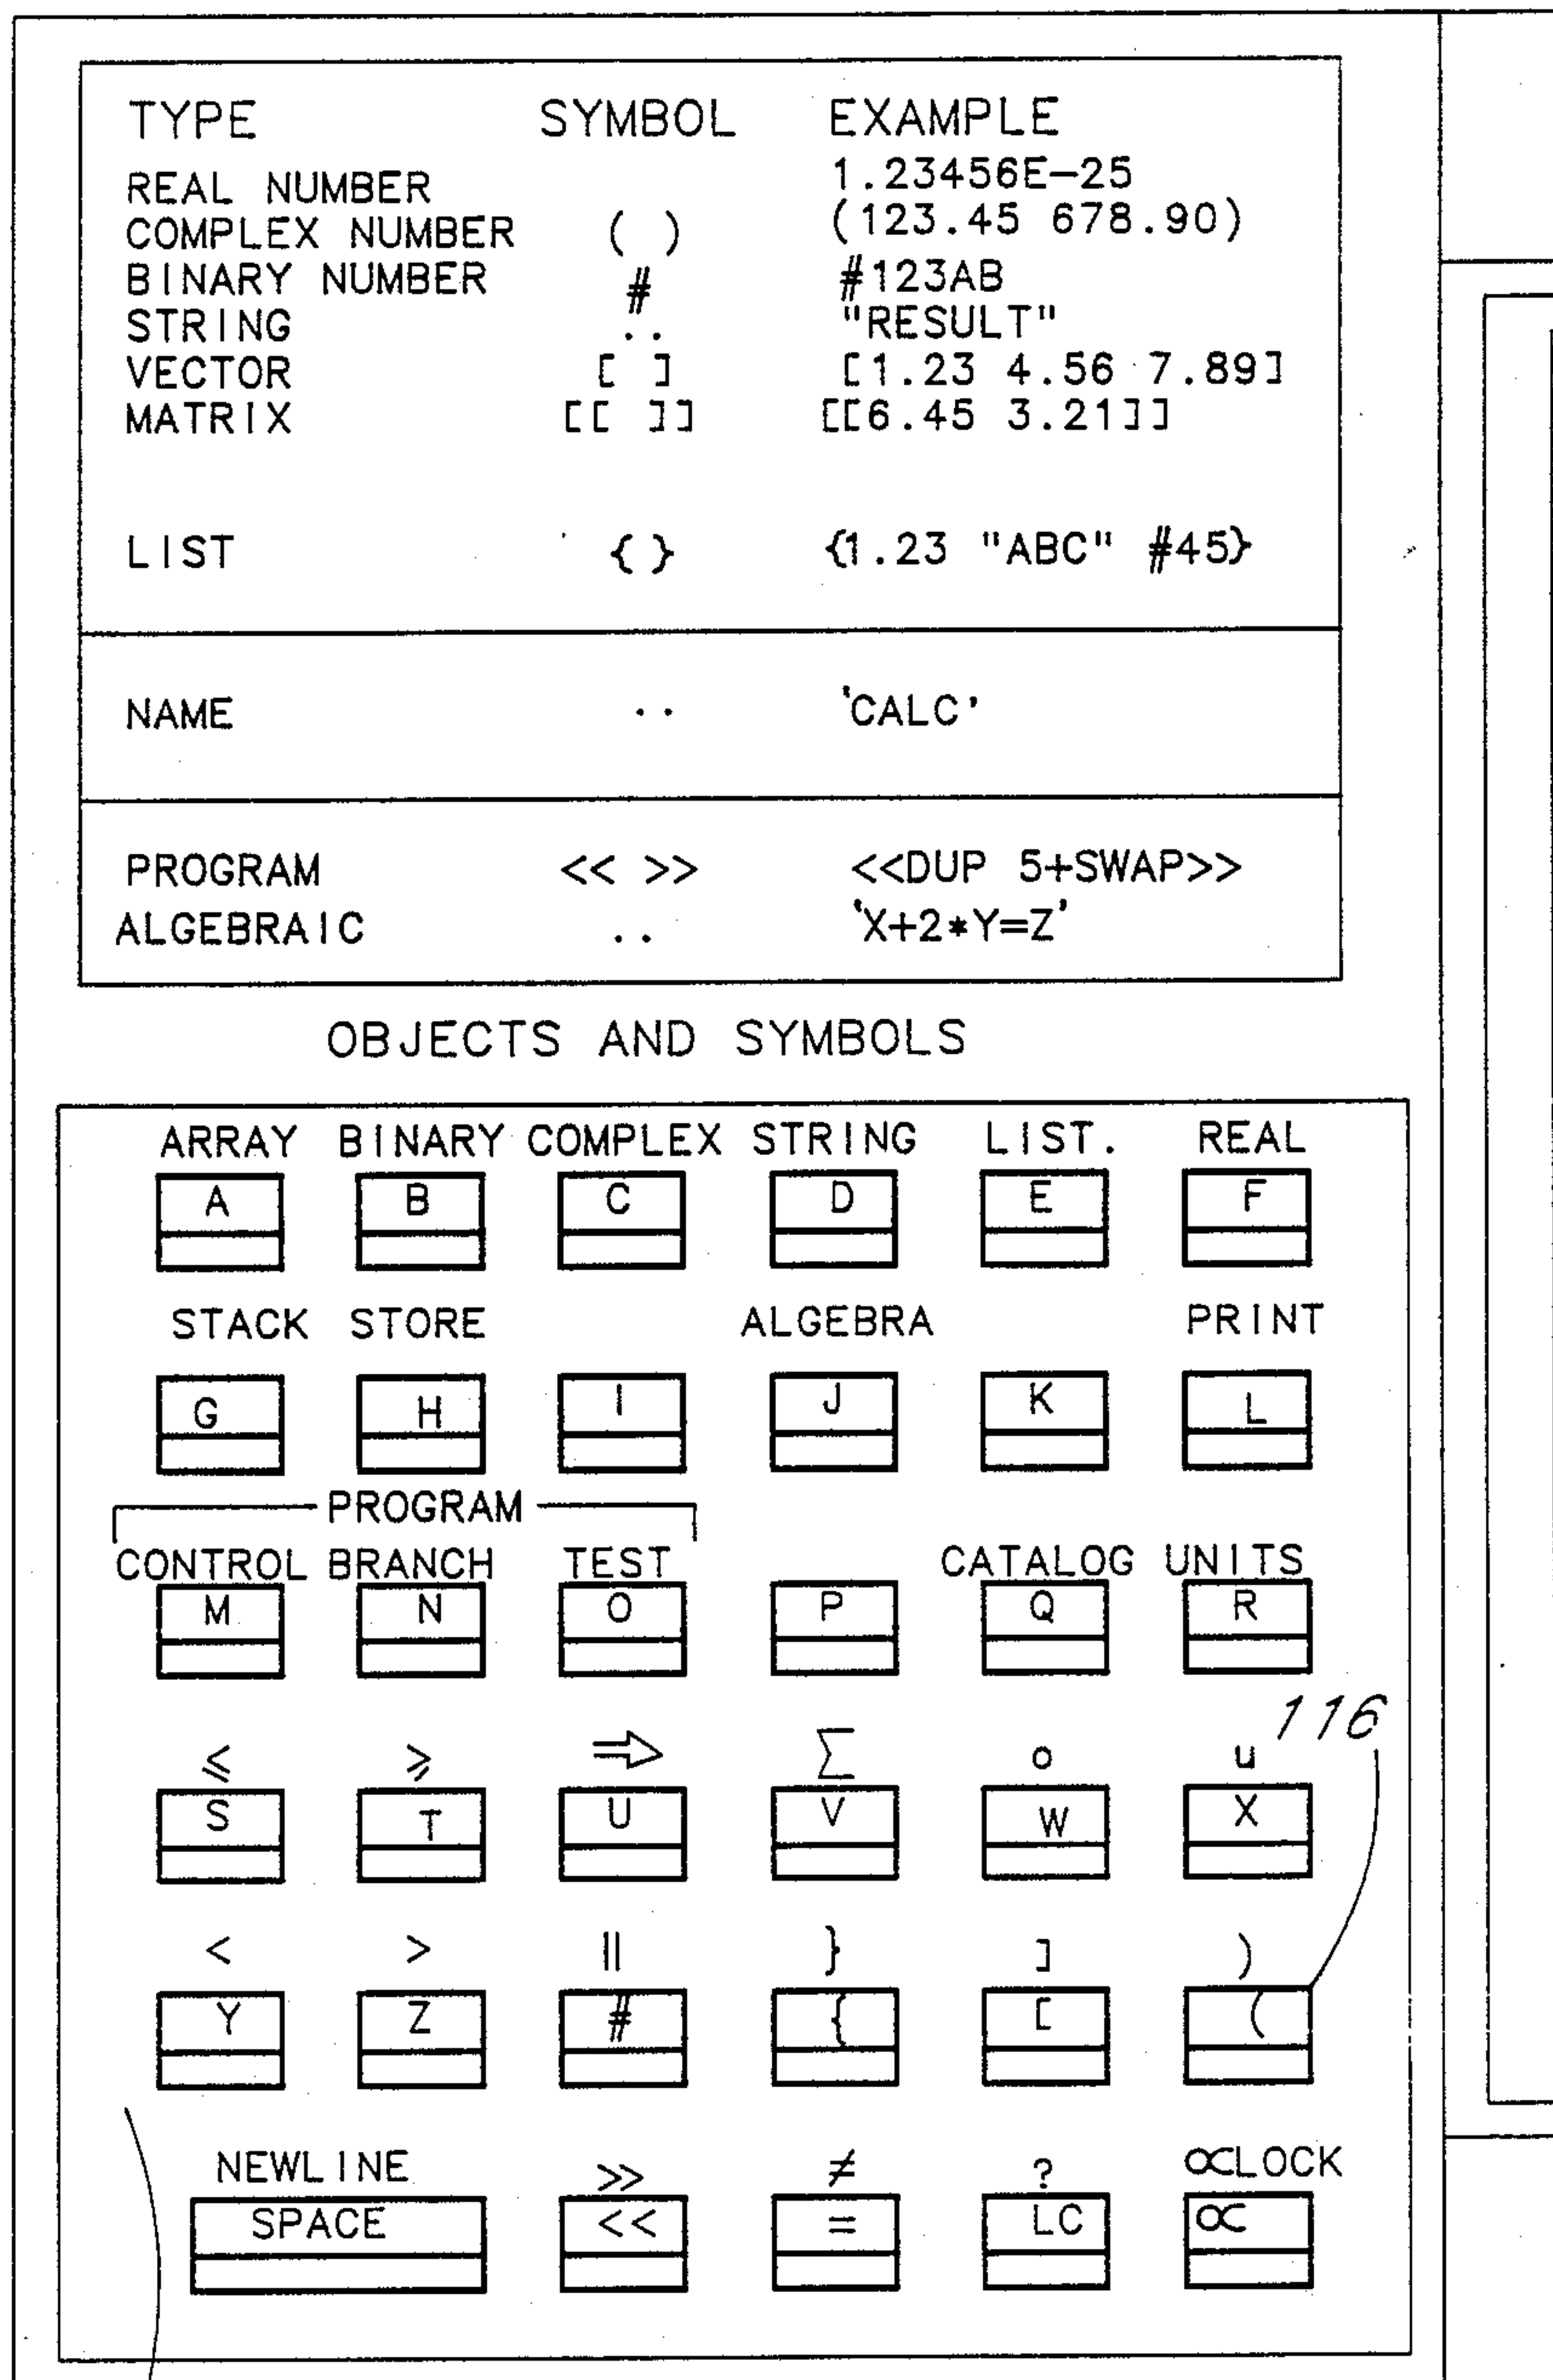 TYPE SYMBOL EXAMPLE
REAL NUMBER 1.23456E-25
COMPLEX NUMBER ( ) (123.45 678.90)
BINARY NUMBER # #123AB
STRING .. "RESULT"
VECTOR [ ] [1.23 4.56 7.89]
MATRIX [[ ]] [[6.45 3.21]]
LIST { } {1.23 "ABC" #45}
NAME .. 'CALC'
PROGRAM << >> <<DUP 5+SWAP>>
ALGEBRAIC .. 'X+2*Y=Z'
OBJECTS AND SYMBOLS
ARRAY BINARY COMPLEX STRING LIST. REAL
A B C D E F
STACK STORE ALGEBRA PRINT
G H I J K L
PROGRAM
CONTROL BRANCH TEST CATALOG UNITS
M N O P Q R
116
≤ ≥ ⇒ Σ o u
S T U V W X
< > || } ] )
Y Z # { [ (
NEWLINE >> ≠ ? ∝LOCK
SPACE << = LC ∝